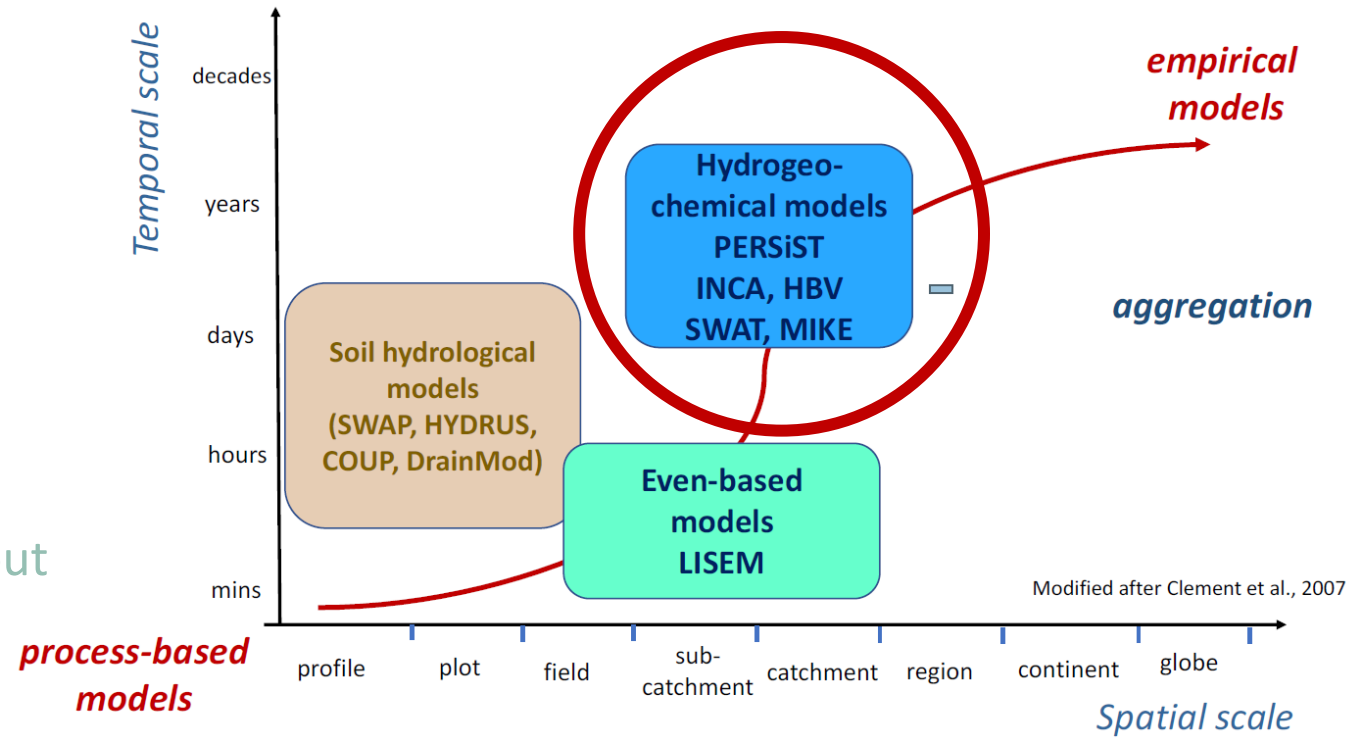 Temporal scale
decades
years
days
hours
mins
empirical
models
Hydrogeo-
chemical models
PERSiST
INCA, HBV
SWAT, MIKE
aggregation
Soil hydrological
models
(SWAP, HYDRUS,
COUP, DrainMod)
Even-based
models
LISEM
ut
Modified after Clement et al., 2007
process-based
models
profile
plot
field
sub-
catchment
catchment
region
continent
globe
Spatial scale